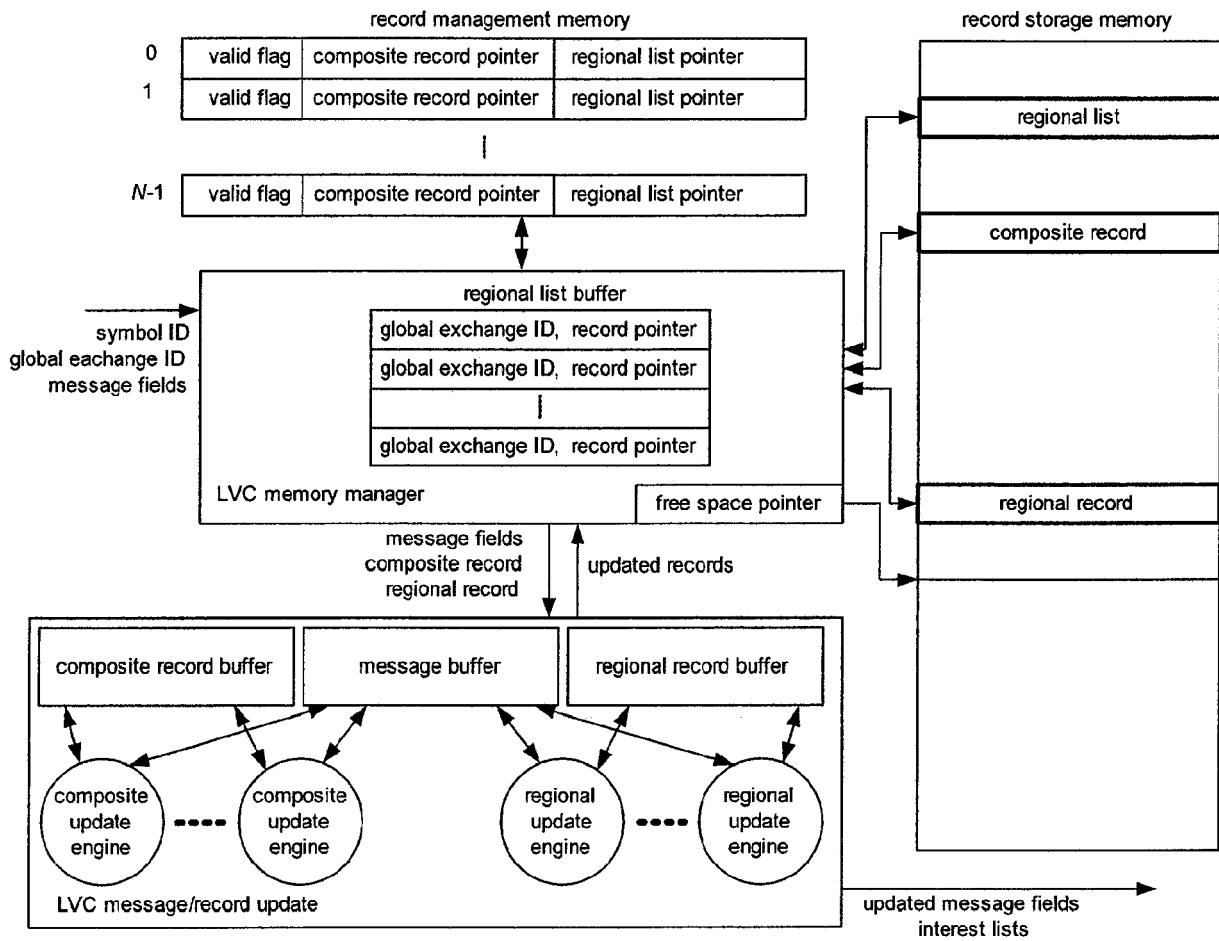 record management memory
record storage memory
0 valid flag composite record pointer regional list pointer
1 valid flag composite record pointer regional list pointer
N-1 valid flag composite record pointer regional list pointer
regional list
composite record
regional record
symbol ID
global eachange ID
message fields
regional list buffer
global exchange ID, record pointer
global exchange ID, record pointer
global exchange ID, record pointer
LVC memory manager
free space pointer
message fields
composite record
regional record
updated records
composite record buffer
message buffer
regional record buffer
composite
update
engine
composite
update
engine
regional
update
engine
regional
update
engine
LVC message/record update
updated message fields
interest lists